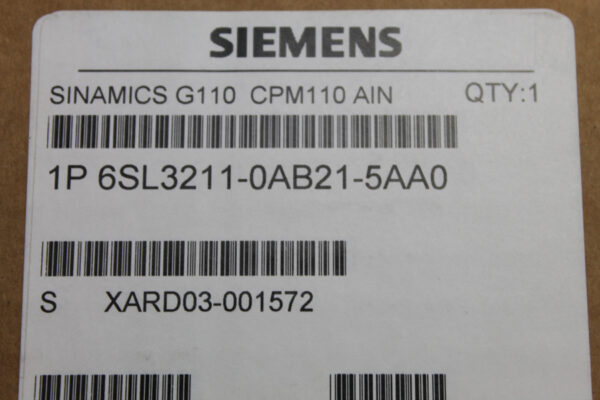 SIEMENS
SINAMICS G110 CPM110 AIN QTY:1
1P 6SL3211-0AB21-5AA0
S XARD03-001572